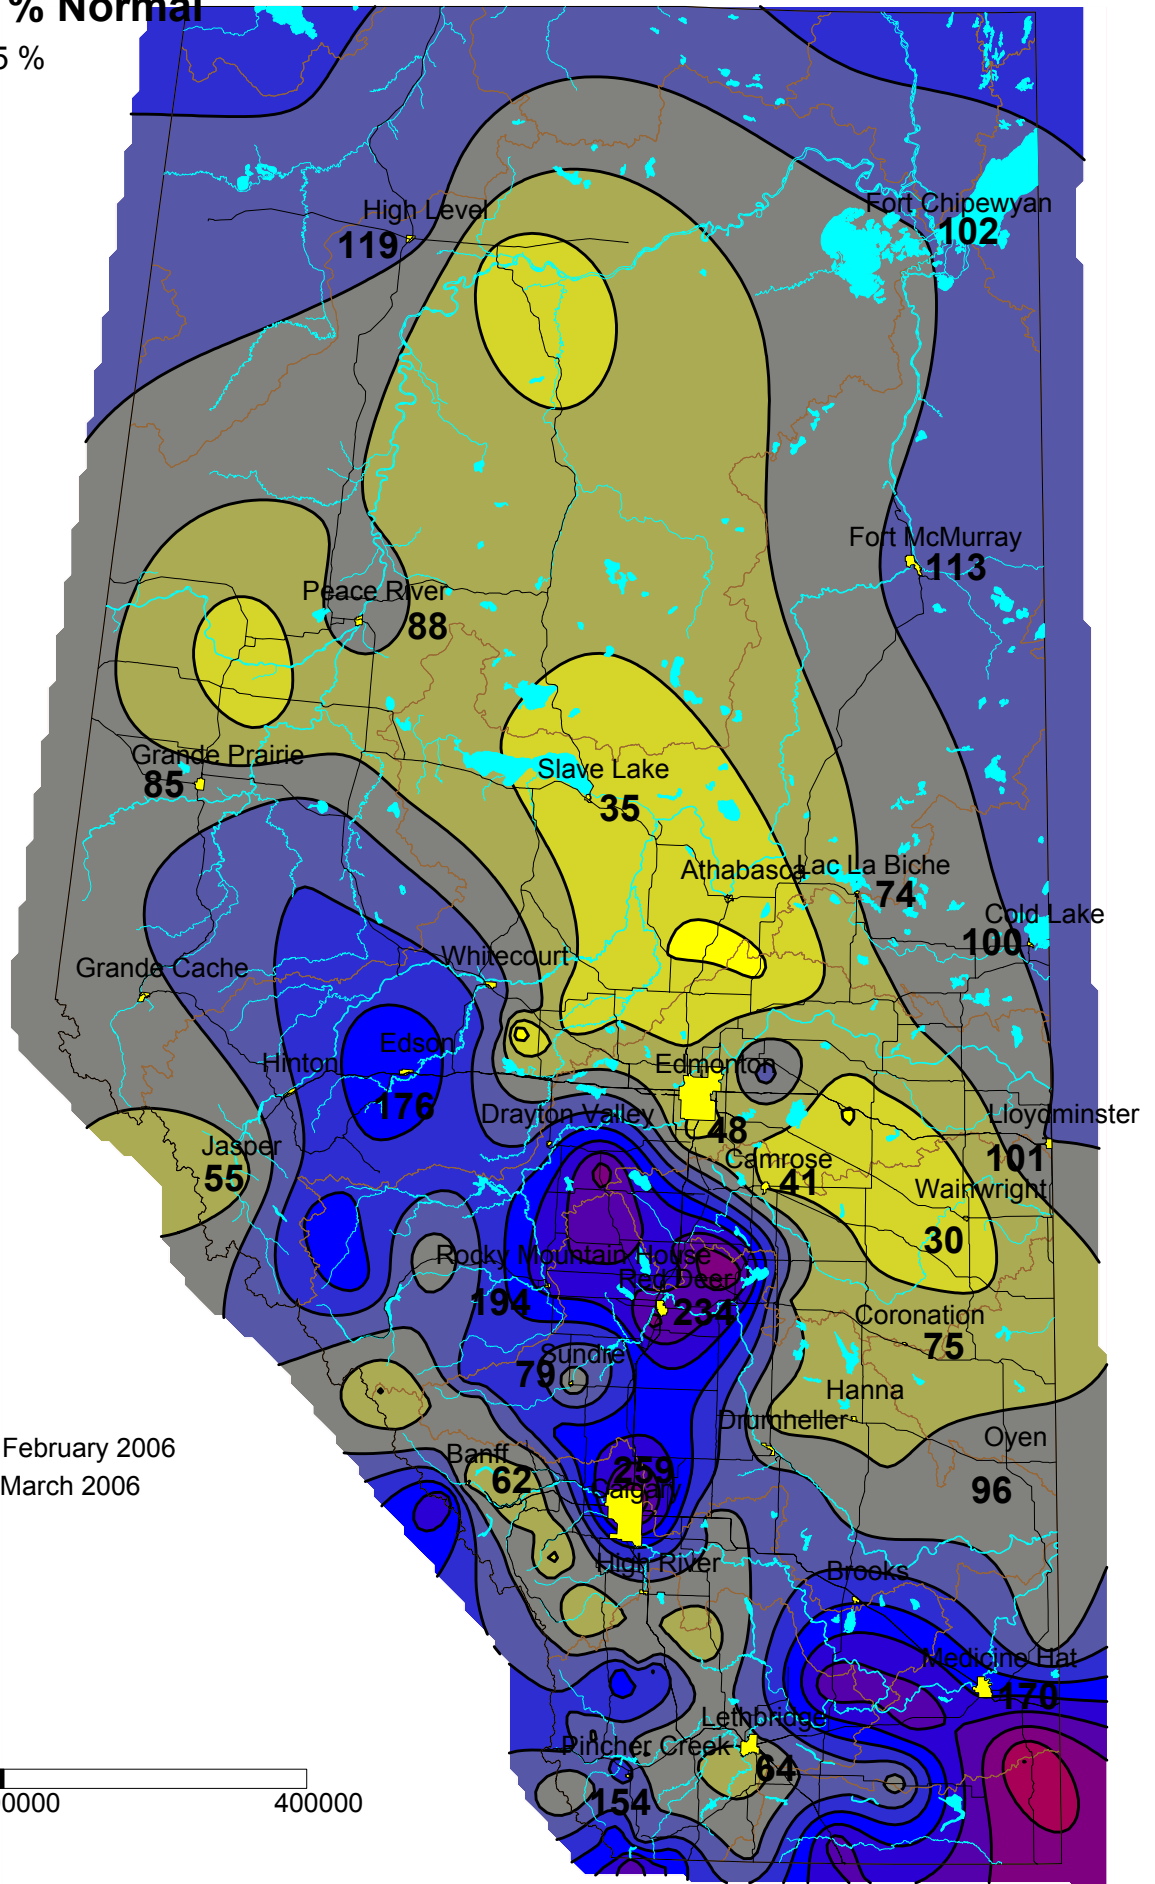 % Normal
5 %
High Level
119
Fort Chipewyan
102
Fort McMurray
113
Peace River
88
Grande Prairie
85
Slave Lake
35
Athabasca
Lac La Biche
74
Cold Lake
100
Whitecourt
Grande Cache
Edson
Hinton
176
Edmonton
48
Drayton Valley
Lloydminster
101
Jasper
55
Camrose
41
Wainwright
30
Rocky Mountain House
194
Red Deer
234
Coronation
75
Sundre
79
Hanna
Drumheller
Oyen
96
February 2006
March 2006
Banff
62
259
Calgary
High River
Brooks
Medicine Hat
170
Lethbridge
64
Pincher Creek
154
00000
400000